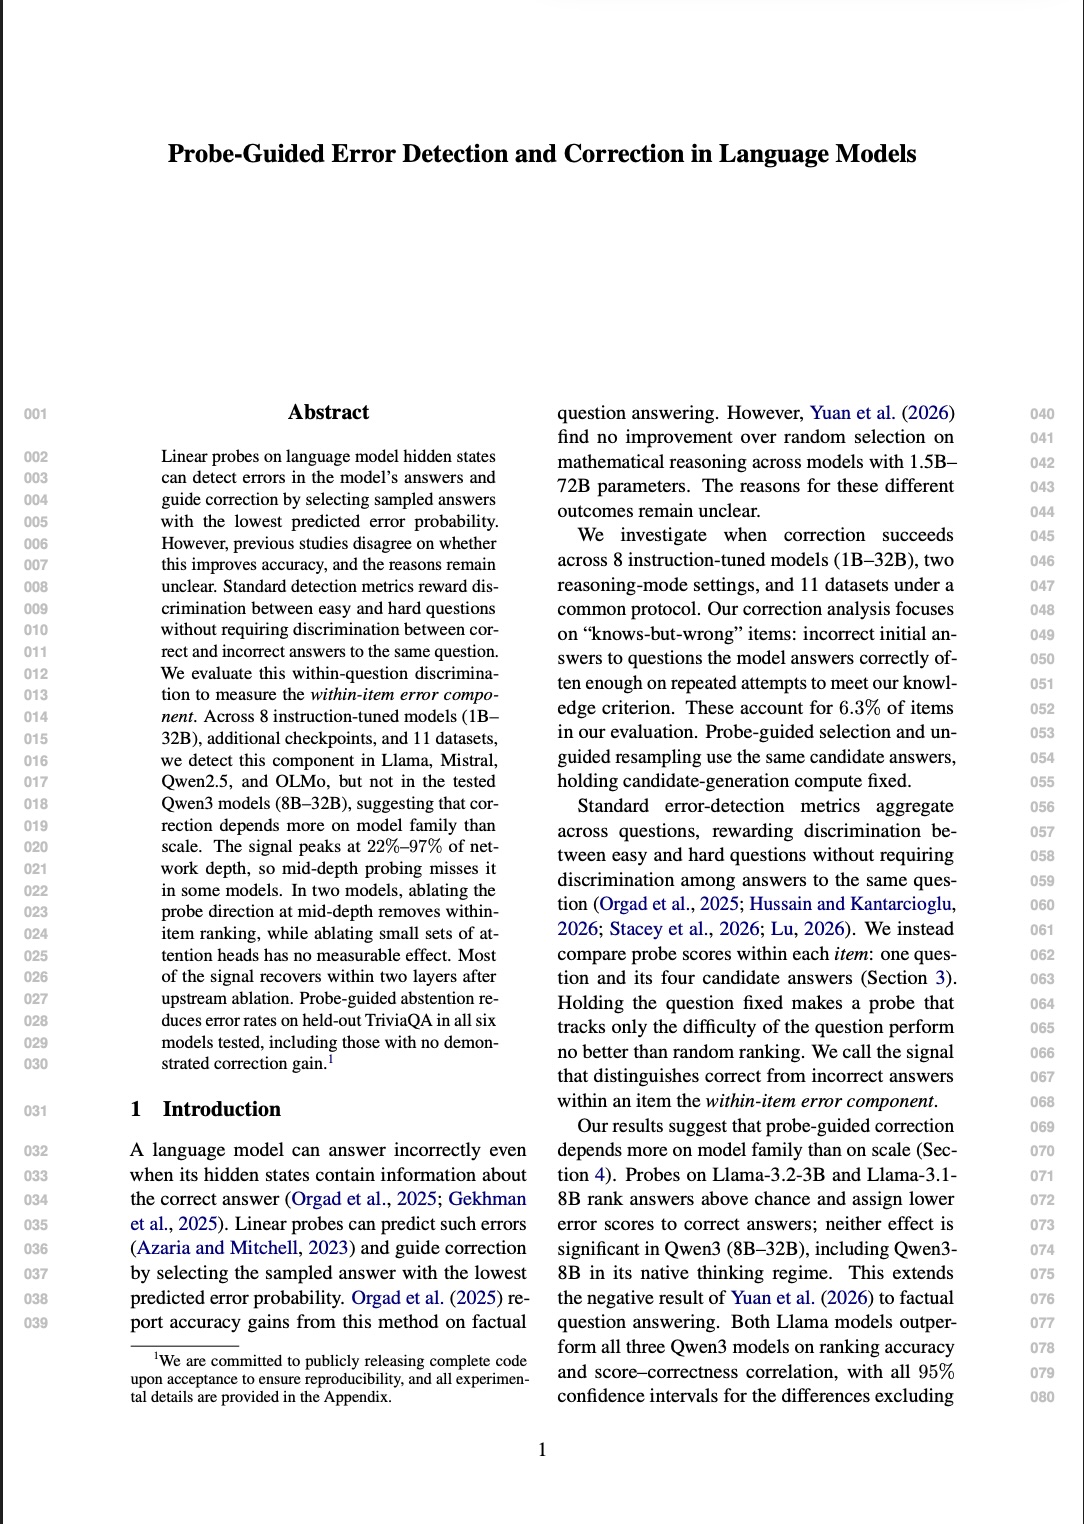 Probe-Guided Error Detection and Correction in Language Models
001
Abstract
002
Linear probes on language model hidden states
003
can detect errors in the model's answers and
004
guide correction by selecting sampled answers
005
with the lowest predicted error probability.
006
However, previous studies disagree on whether
007
this improves accuracy, and the reasons remain
008
unclear. Standard detection metrics reward dis-
009
crimination between easy and hard questions
010
without requiring discrimination between cor-
011
rect and incorrect answers to the same question.
012
We evaluate this within-question discrimina-
013
tion to measure the within-item error compo-
014
nent. Across 8 instruction-tuned models (1B–
015
32B), additional checkpoints, and 11 datasets,
016
we detect this component in Llama, Mistral,
017
Qwen2.5, and OLMo, but not in the tested
018
Qwen3 models (8B–32B), suggesting that cor-
019
rection depends more on model family than
020
scale. The signal peaks at 22%–97% of net-
021
work depth, so mid-depth probing misses it
022
in some models. In two models, ablating the
023
probe direction at mid-depth removes within-
024
item ranking, while ablating small sets of at-
025
tention heads has no measurable effect. Most
026
of the signal recovers within two layers after
027
upstream ablation. Probe-guided abstention re-
028
duces error rates on held-out TriviaQA in all six
029
models tested, including those with no demon-
030
strated correction gain.1
031
1 Introduction
032
A language model can answer incorrectly even
033
when its hidden states contain information about
034
the correct answer (Orgad et al., 2025; Gekhman
035
et al., 2025). Linear probes can predict such errors
036
(Azaria and Mitchell, 2023) and guide correction
037
by selecting the sampled answer with the lowest
038
predicted error probability. Orgad et al. (2025) re-
039
port accuracy gains from this method on factual
1We are committed to publicly releasing complete code
upon acceptance to ensure reproducibility, and all experimen-
tal details are provided in the Appendix.
question answering. However, Yuan et al. (2026)
040
find no improvement over random selection on
041
mathematical reasoning across models with 1.5B–
042
72B parameters. The reasons for these different
043
outcomes remain unclear.
044
We investigate when correction succeeds
045
across 8 instruction-tuned models (1B–32B), two
046
reasoning-mode settings, and 11 datasets under a
047
common protocol. Our correction analysis focuses
048
on “knows-but-wrong” items: incorrect initial an-
049
swers to questions the model answers correctly of-
050
ten enough on repeated attempts to meet our knowl-
051
edge criterion. These account for 6.3% of items
052
in our evaluation. Probe-guided selection and un-
053
guided resampling use the same candidate answers,
054
holding candidate-generation compute fixed.
055
Standard error-detection metrics aggregate
056
across questions, rewarding discrimination be-
057
tween easy and hard questions without requiring
058
discrimination among answers to the same ques-
059
tion (Orgad et al., 2025; Hussain and Kantarcioglu,
060
2026; Stacey et al., 2026; Lu, 2026). We instead
061
compare probe scores within each item: one ques-
062
tion and its four candidate answers (Section 3).
063
Holding the question fixed makes a probe that
064
tracks only the difficulty of the question perform
065
no better than random ranking. We call the signal
066
that distinguishes correct from incorrect answers
067
within an item the within-item error component.
068
Our results suggest that probe-guided correction
069
depends more on model family than on scale (Sec-
070
tion 4). Probes on Llama-3.2-3B and Llama-3.1-
071
8B rank answers above chance and assign lower
072
error scores to correct answers; neither effect is
073
significant in Qwen3 (8B–32B), including Qwen3-
074
8B in its native thinking regime. This extends
075
the negative result of Yuan et al. (2026) to factual
076
question answering. Both Llama models outper-
077
form all three Qwen3 models on ranking accuracy
078
and score–correctness correlation, with all 95%
079
confidence intervals for the differences excluding
080
1